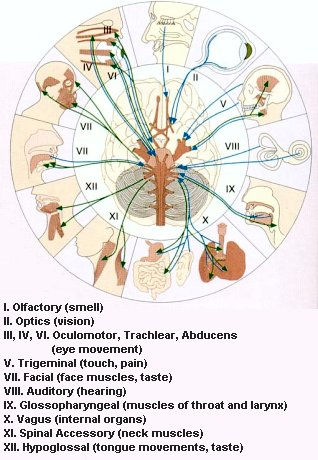 III
I
IV
VI
II
V
VII
VIII
VII
XII
IX
XI
X
I. Olfactory (smell)
II. Optics (vision)
III, IV, VI. Oculomotor, Trachlear, Abducens
(eye movement)
V. Trigeminal (touch, pain)
VII. Facial (face muscles, taste)
VIII. Auditory (hearing)
IX. Glossopharyngeal (muscles of throat and larynx)
X. Vagus (internal organs)
XI. Spinal Accessory (neck muscles)
XII. Hypoglossal (tongue movements, taste)